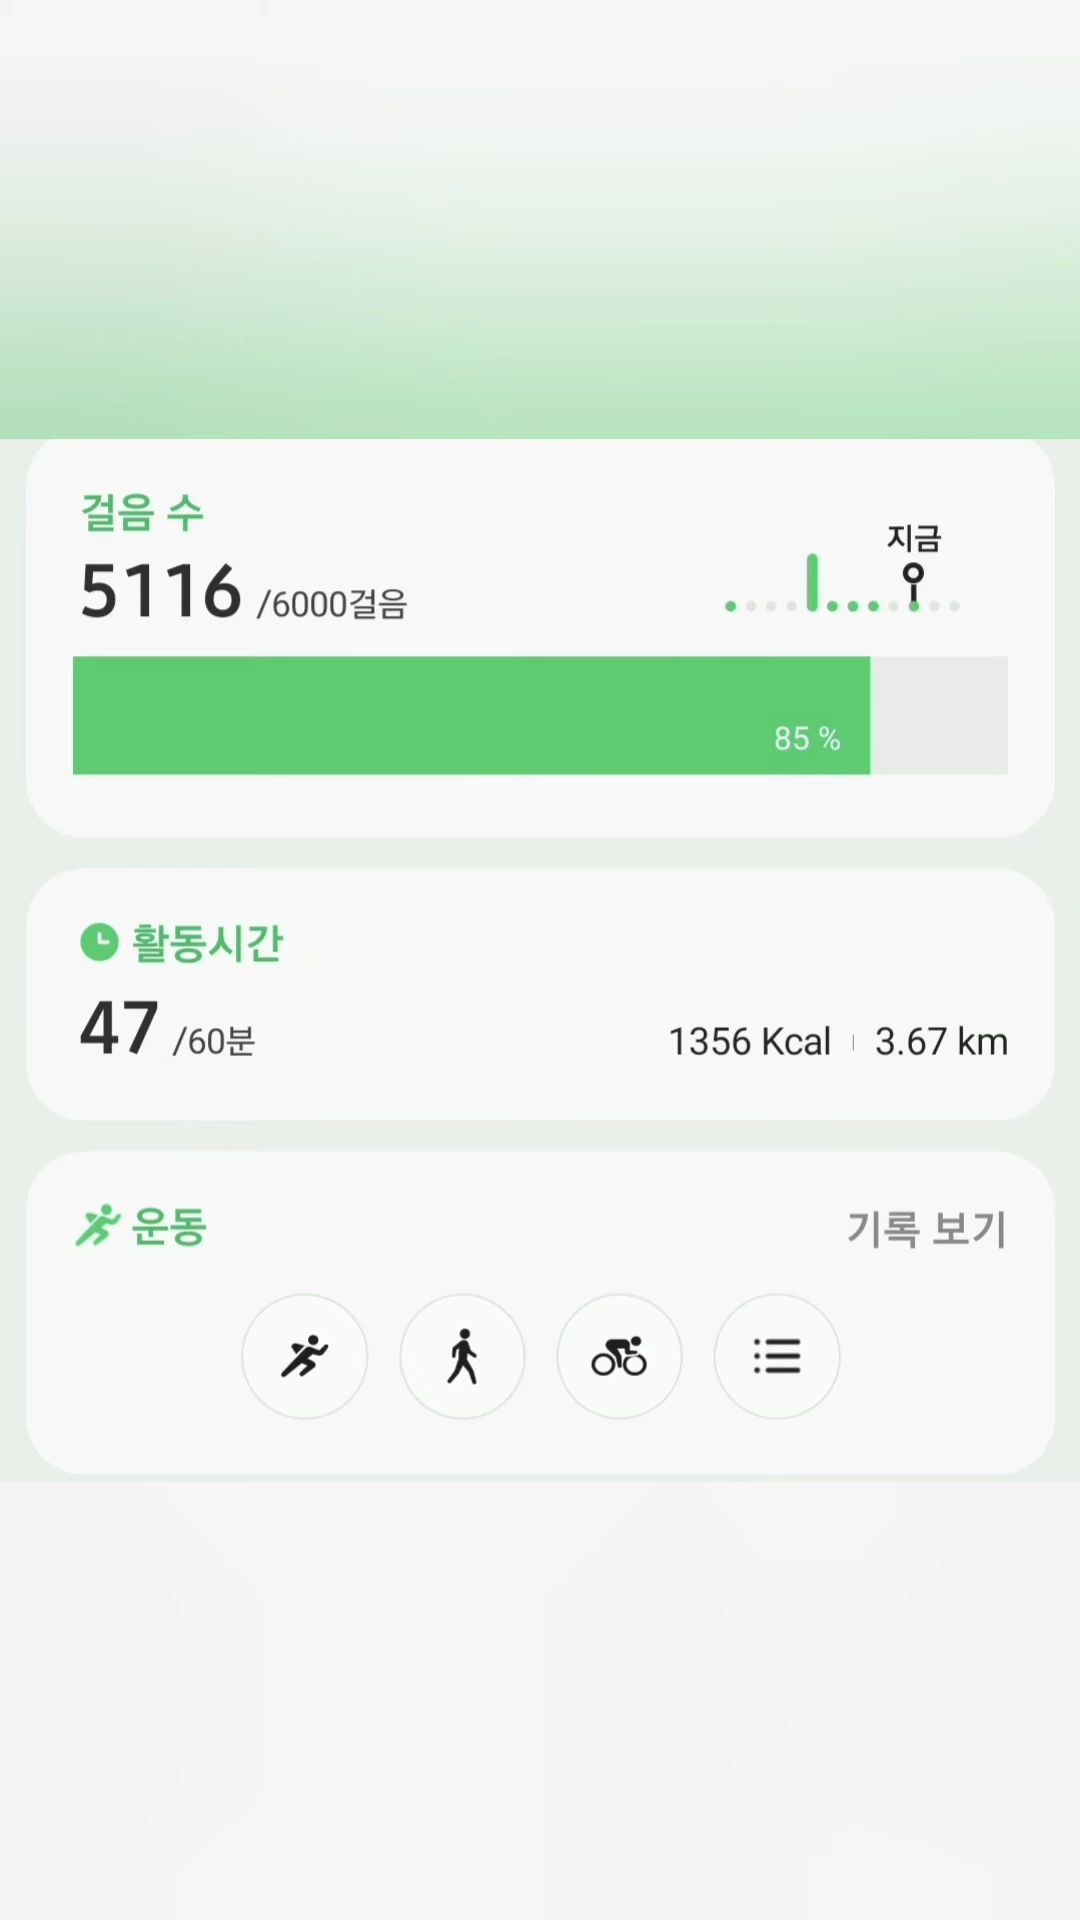 걸음 수
지금
5116 /6000걸음
85 %
활동시간
47 /60분
1356 Kcal | 3.67 km
운동
기록 보기